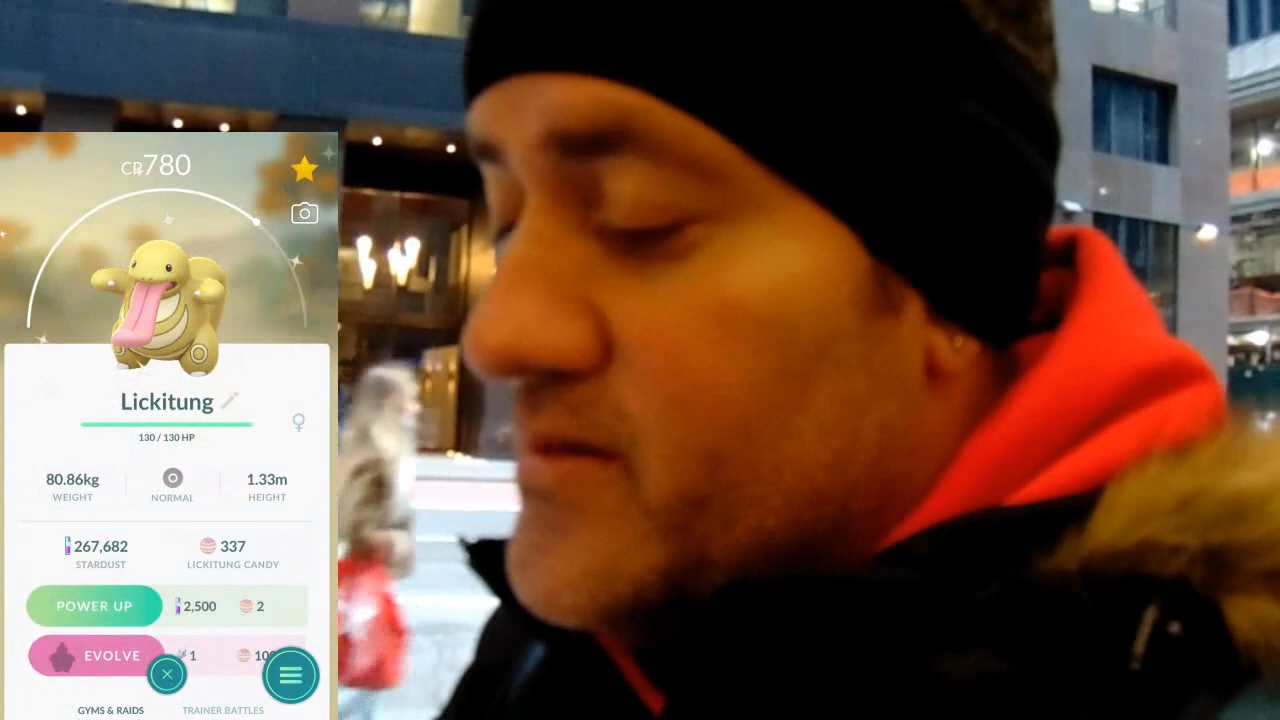 CP780
Lickitung
130 / 130 HP
80.86kg
WEIGHT
NORMAL
1.33m
HEIGHT
267,682
STARDUST
337
LICKITUNG CANDY
POWER UP
2,500
2
EVOLVE
1
GYMS & RAIDS
TRAINER BATTLES